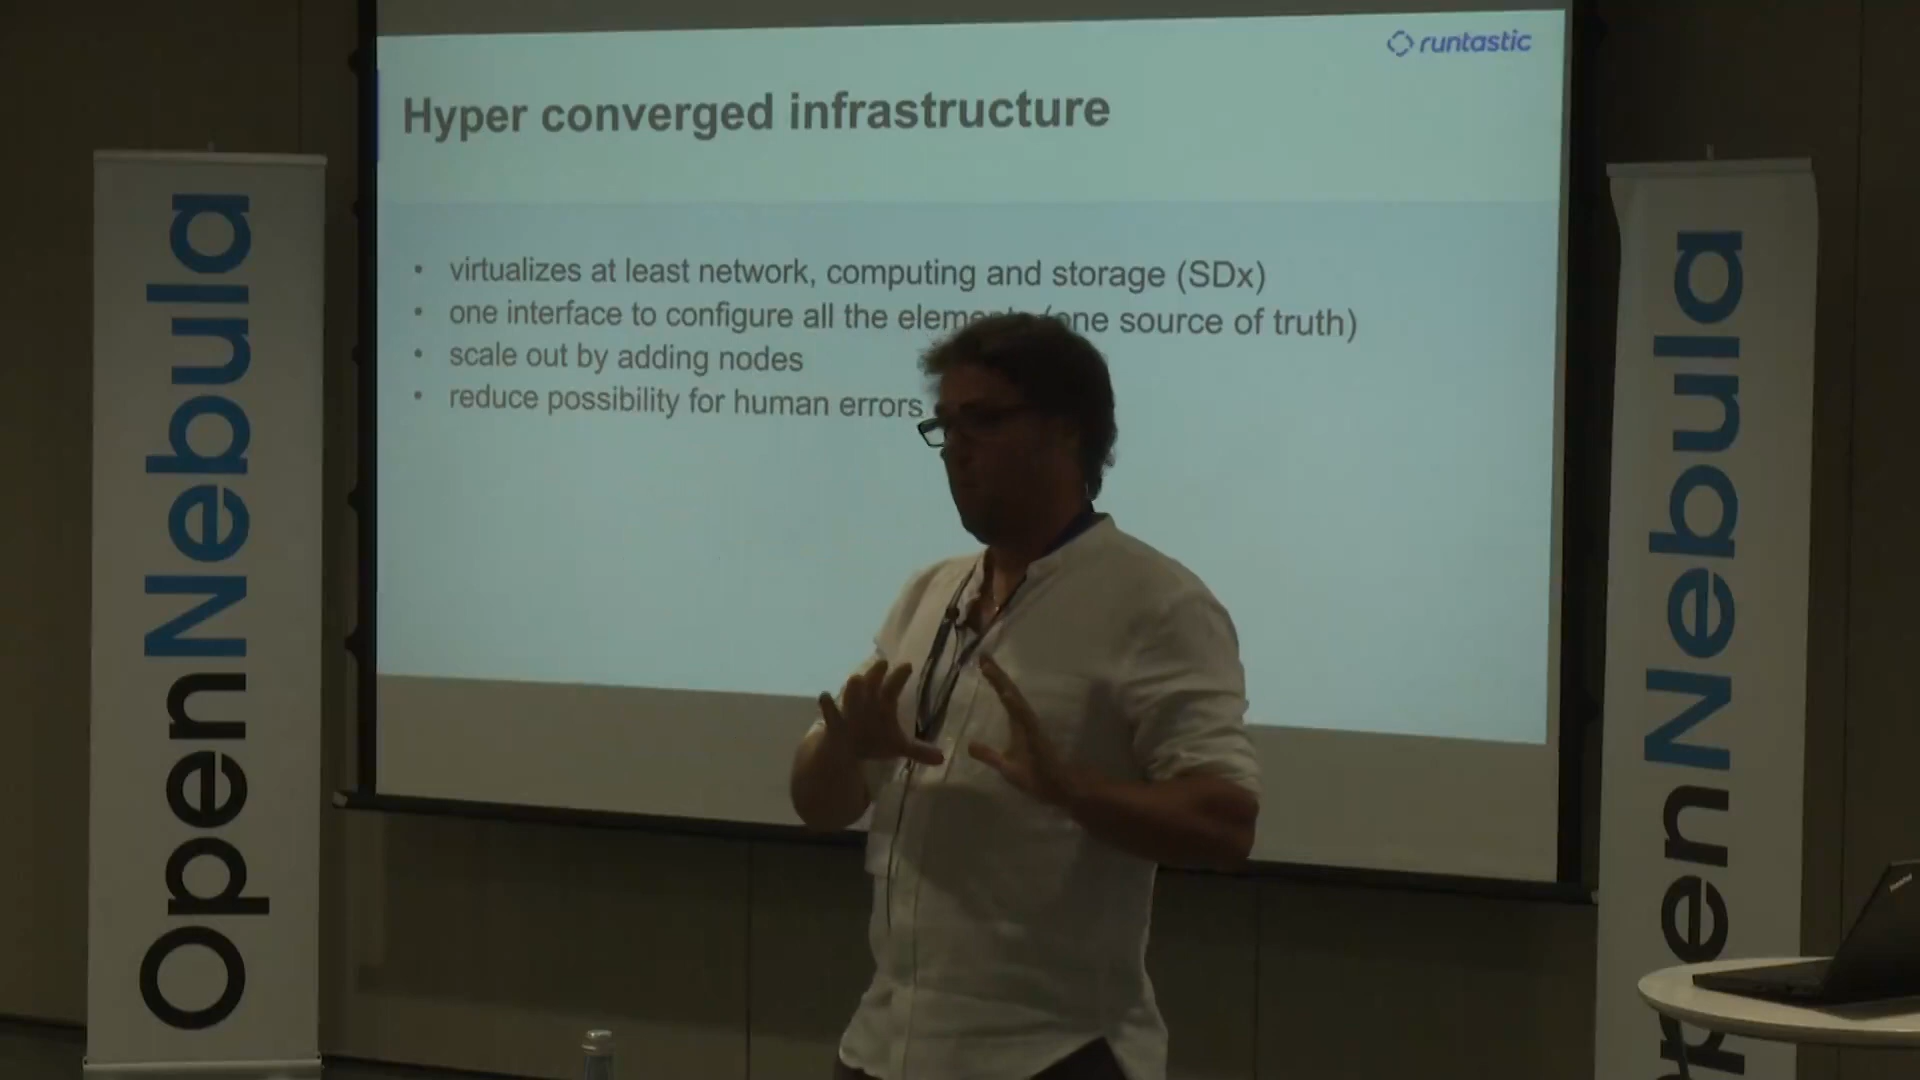 runtastic
Hyper converged infrastructure
• virtualizes at least network, computing and storage (SDx)
• one interface to configure all the elements (one source of truth)
• scale out by adding nodes
• reduce possibility for human errors
OpenNebula
OpenNebula